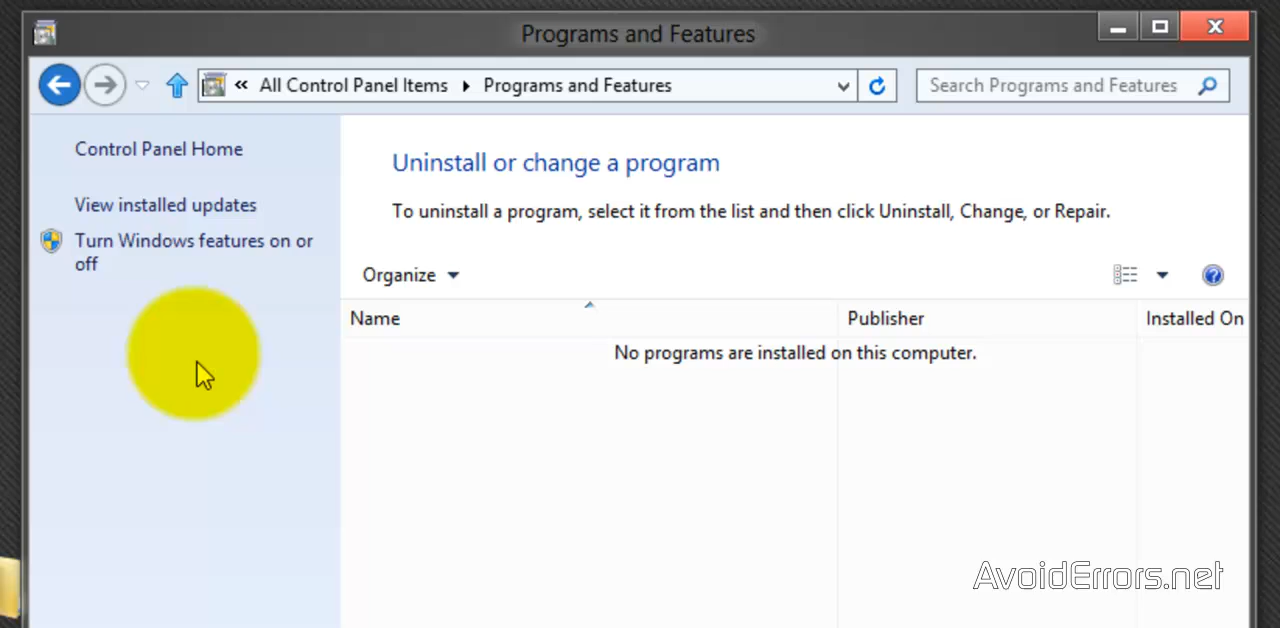 Programs and Features
« All Control Panel Items Programs and Features
Search Programs and Features
Control Panel Home
View installed updates
Turn Windows features on or
off
Uninstall or change a program
To uninstall a program, select it from the list and then click Uninstall, Change, or Repair.
Organize
Name Publisher Installed On
No programs are installed on this computer.
AvoidErrors.net